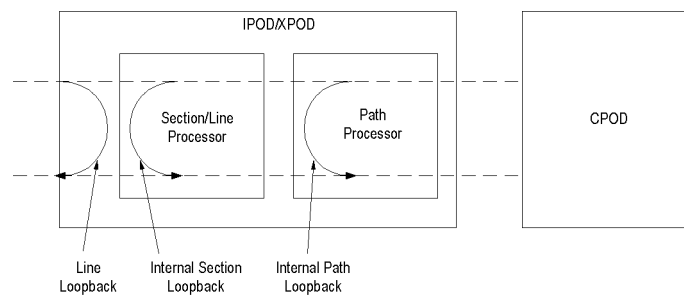 IPOD/XPOD
Section/Line
Processor
Path
Processor
CPOD
Line
Loopback
Internal Section
Loopback
Internal Path
Loopback